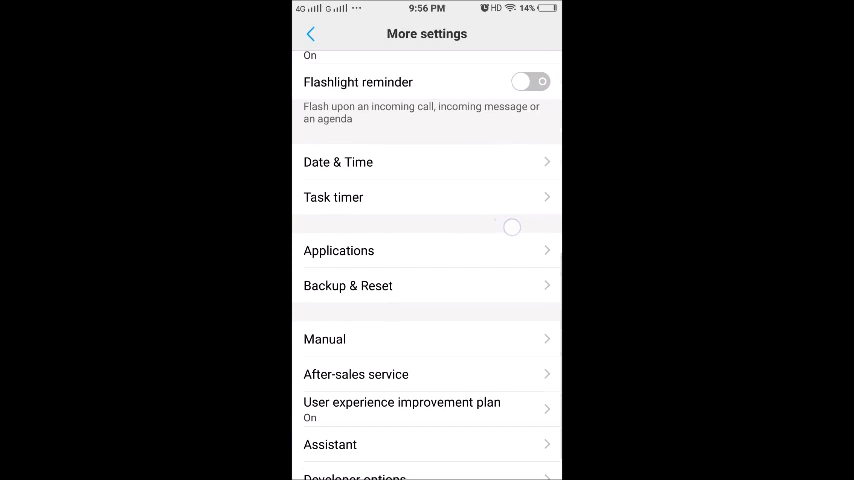 4G G ••• 9:56 PM HD 14%
More settings
On
Flashlight reminder
Flash upon an incoming call, incoming message or
an agenda
Date & Time
Task timer
Applications
Backup & Reset
Manual
After-sales service
User experience improvement plan
On
Assistant
Developer options